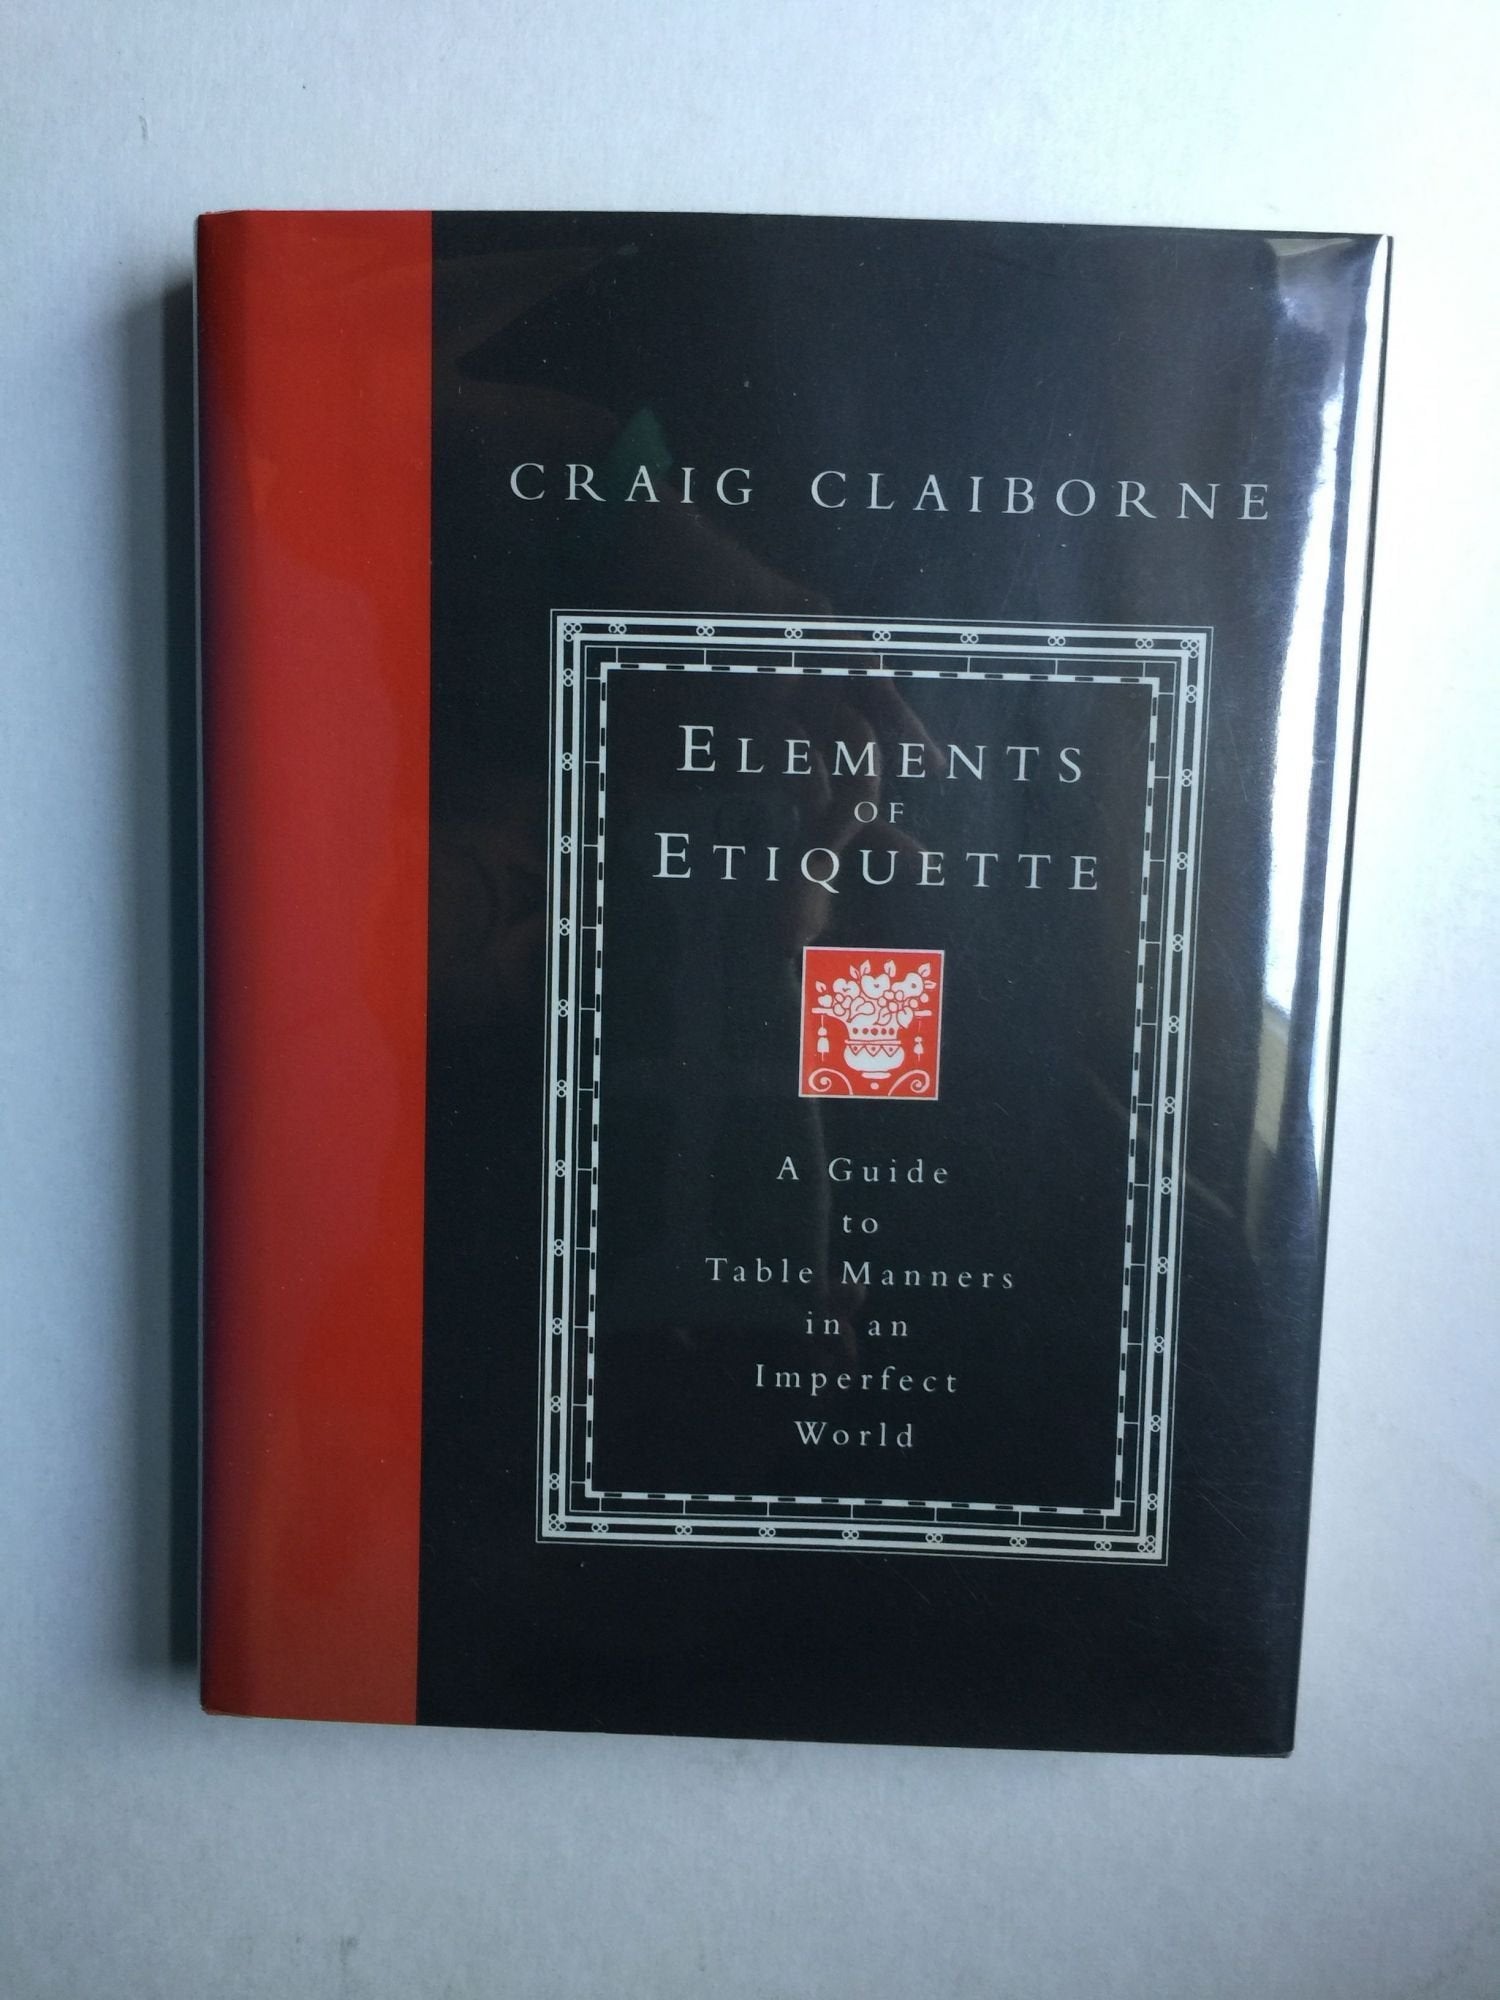 CRAIG CLAIBORNE
ELEMENTS
OF
ETIQUETTE
A Guide
to
Table Manners
in an
Imperfect
World